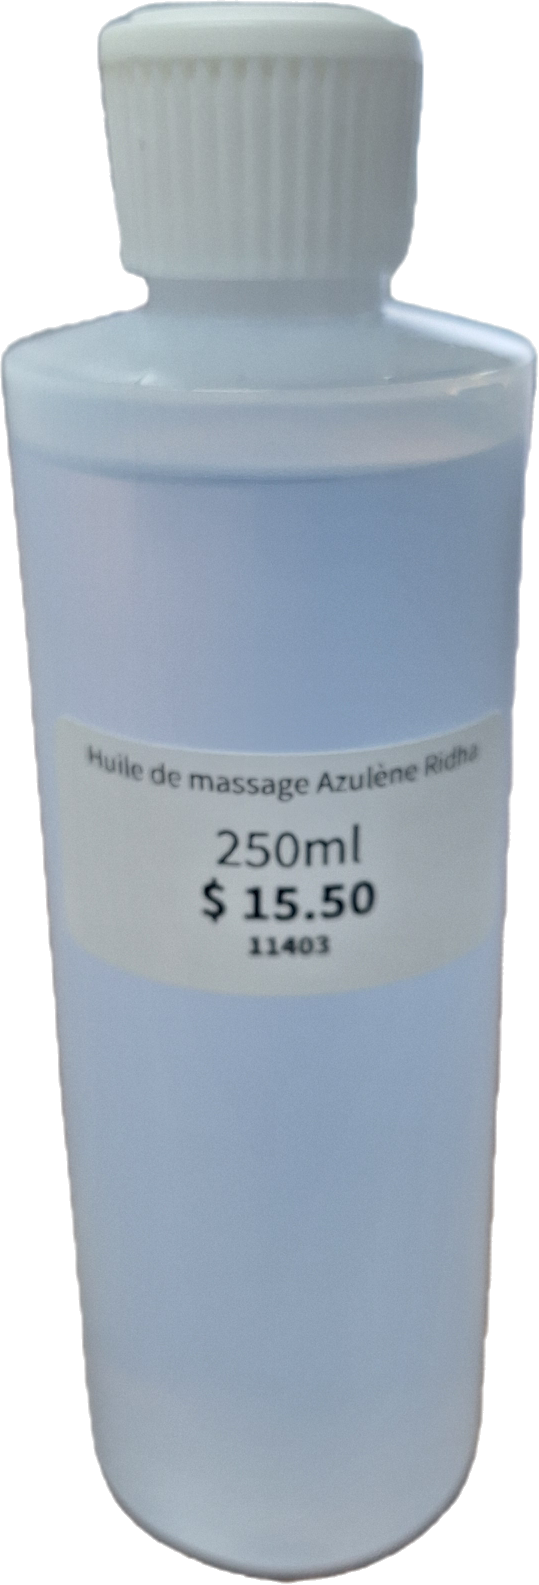 Huile de massage Azulène Ridha
250ml
$ 15.50
11403